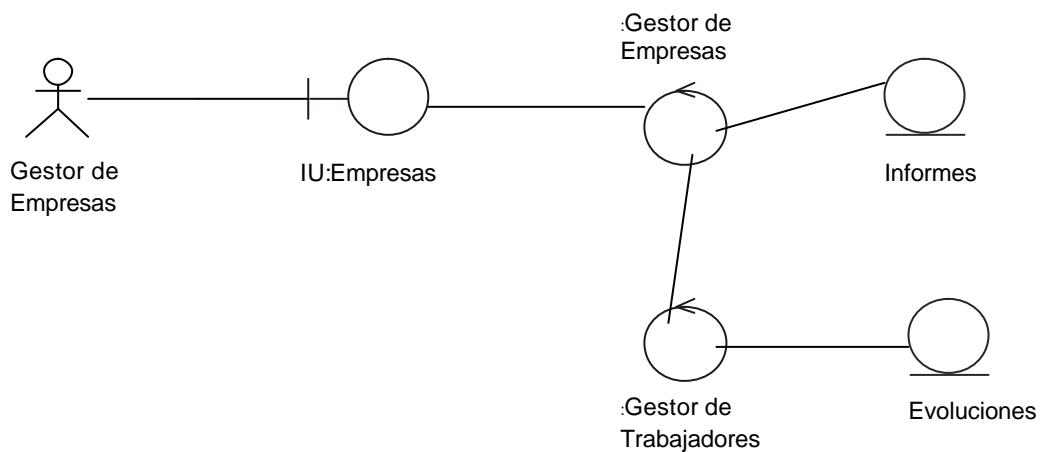 :Gestor de
Empresas
Gestor de
Empresas
IU:Empresas
Informes
:Gestor de
Trabajadores
Evoluciones